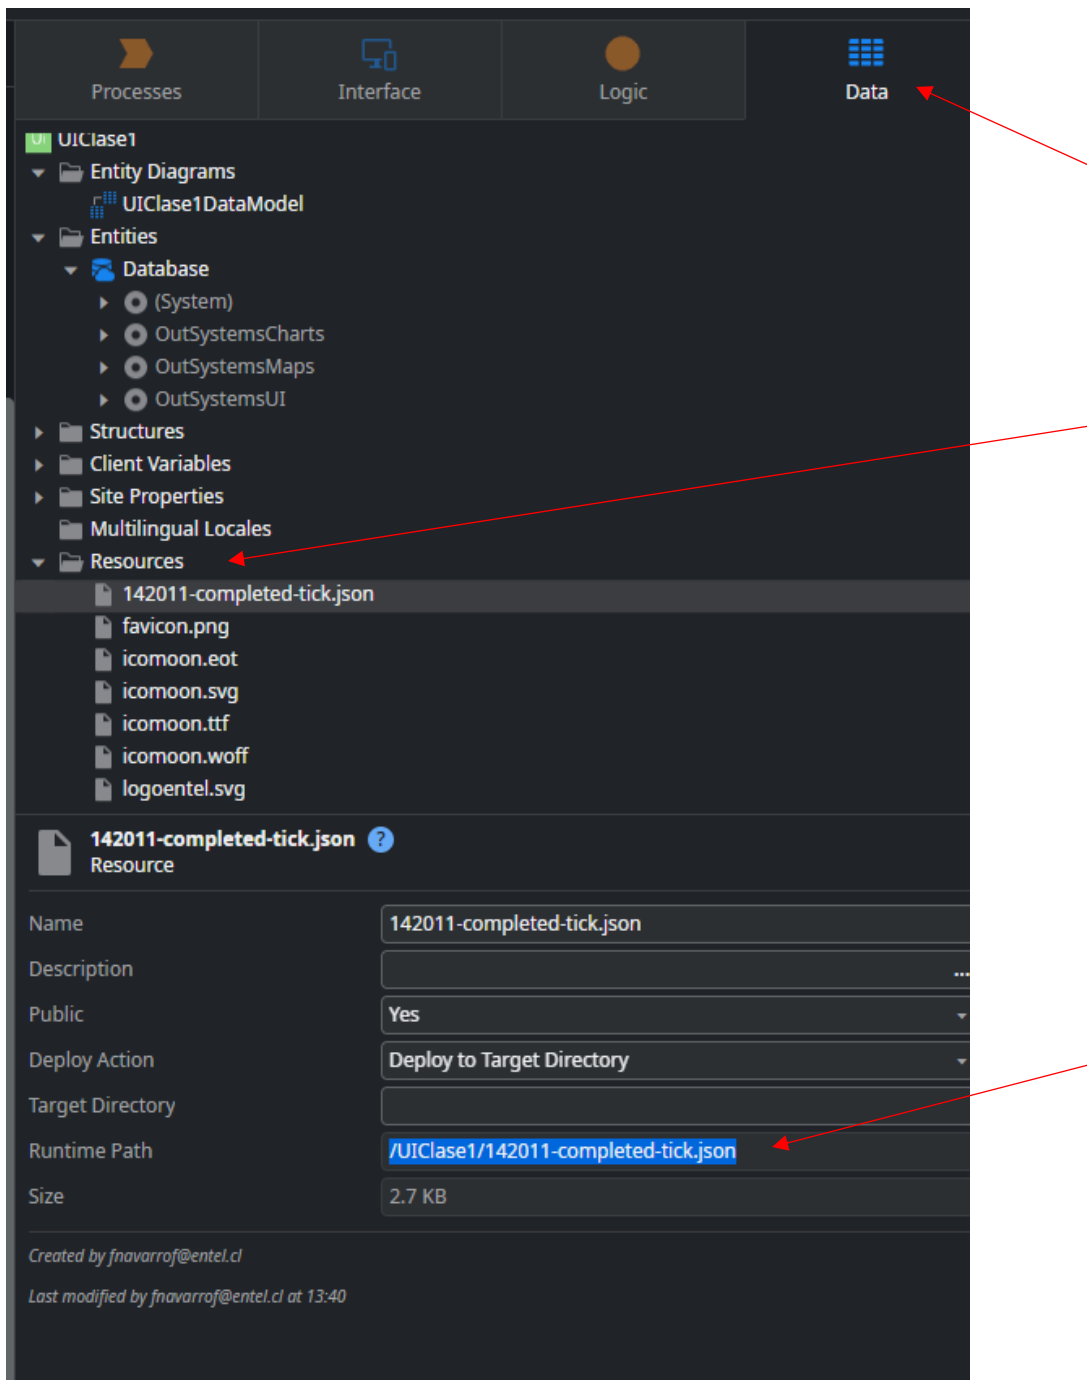 Processes Interface Logic Data
UI UIClase1
Entity Diagrams
UIClase1DataModel
Entities
Database
(System)
OutSystemsCharts
OutSystemsMaps
OutSystemsUI
Structures
Client Variables
Site Properties
Multilingual Locales
Resources
142011-completed-tick.json
favicon.png
icomoon.eot
icomoon.svg
icomoon.ttf
icomoon.woff
logoentel.svg
142011-completed-tick.json ?
Resource
Name 142011-completed-tick.json
Description ...
Public Yes
Deploy Action Deploy to Target Directory
Target Directory
Runtime Path /UIClase1/142011-completed-tick.json
Size 2.7 KB
Created by fnavarrof@entel.cl
Last modified by fnavarrof@entel.cl at 13:40